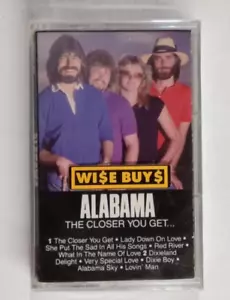 WI$E BUY$
ALABAMA
THE CLOSER YOU GET...
1 The Closer You Get • Lady Down On Love •
She Put The Sad In All His Songs • Red River •
What In The Name Of Love 2 Dixieland
Delight • Very Special Love • Dixie Boy •
Alabama Sky • Lovin' Man